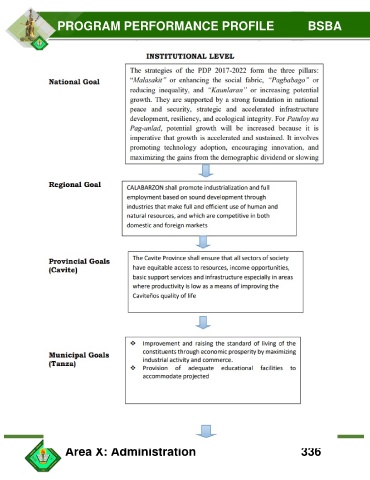 PROGRAM PERFORMANCE PROFILE BSBA
INSTITUTIONAL LEVEL
National Goal
The strategies of the PDP 2017-2022 form the three pillars:
“Malasakit” or enhancing the social fabric, “Pagbabago” or
reducing inequality, and “Kaunlaran” or increasing potential
growth. They are supported by a strong foundation in national
peace and security, strategic and accelerated infrastructure
development, resiliency, and ecological integrity. For Patuloy na
Pag-unlad, potential growth will be increased because it is
imperative that growth is accelerated and sustained. It involves
promoting technology adoption, encouraging innovation, and
maximizing the gains from the demographic dividend or slowing
Regional Goal
CALABARZON shall promote industrialization and full
employment based on sound development through
industries that make full and efficient use of human and
natural resources, and which are competitive in both
domestic and foreign markets
Provincial Goals
(Cavite)
The Cavite Province shall ensure that all sectors of society
have equitable access to resources, income opportunities,
basic support services and infrastructure especially in areas
where productivity is low as a means of improving the
Caviteños quality of life
Municipal Goals
(Tanza)
❖ Improvement and raising the standard of living of the
constituents through economic prosperity by maximizing
industrial activity and commerce.
❖ Provision of adequate educational facilities to
accommodate projected
Area X: Administration 336